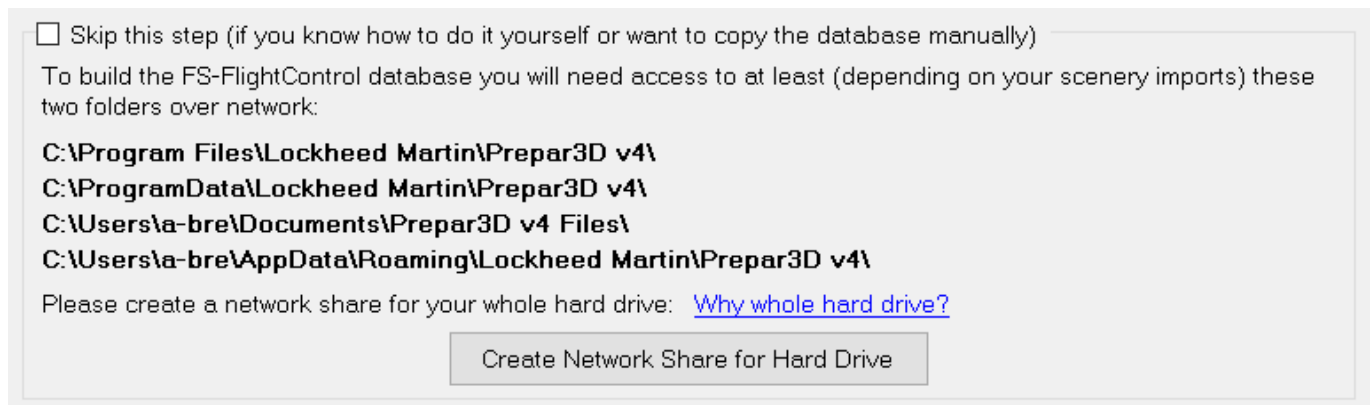 Skip this step (if you know how to do it yourself or want to copy the database manually)
To build the FS-FlightControl database you will need access to at least (depending on your scenery imports) these
two folders over network:
C:\Program Files\Lockheed Martin\Prepar3D v4\
C:\ProgramData\Lockheed Martin\Prepar3D v4\
C:\Users\a-bre\Documents\Prepar3D v4 Files\
C:\Users\a-bre\AppData\Roaming\Lockheed Martin\Prepar3D v4\
Please create a network share for your whole hard drive: Why whole hard drive?
Create Network Share for Hard Drive